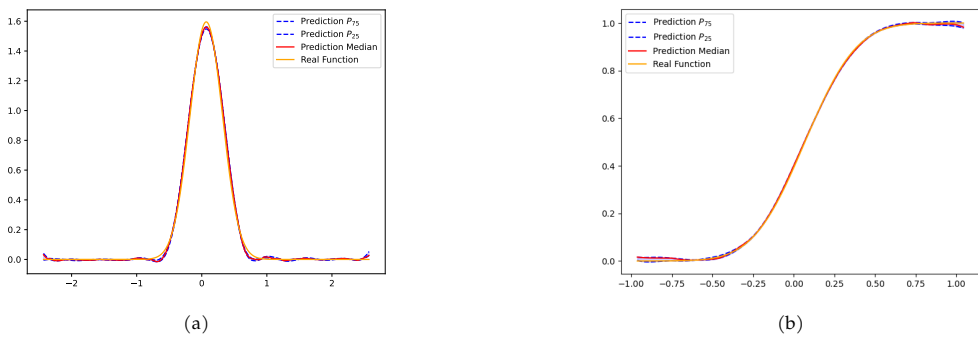 1.6
1.4
1.2
1.0
0.8
0.6
0.4
0.2
0.0
−2
−1
0
1
2
Prediction P75
Prediction P25
Prediction Median
Real Function
(a)
1.0
0.8
0.6
0.4
0.2
0.0
−1.00
−0.75
−0.50
−0.25
0.00
0.25
0.50
0.75
1.00
Prediction P75
Prediction P25
Prediction Median
Real Function
(b)